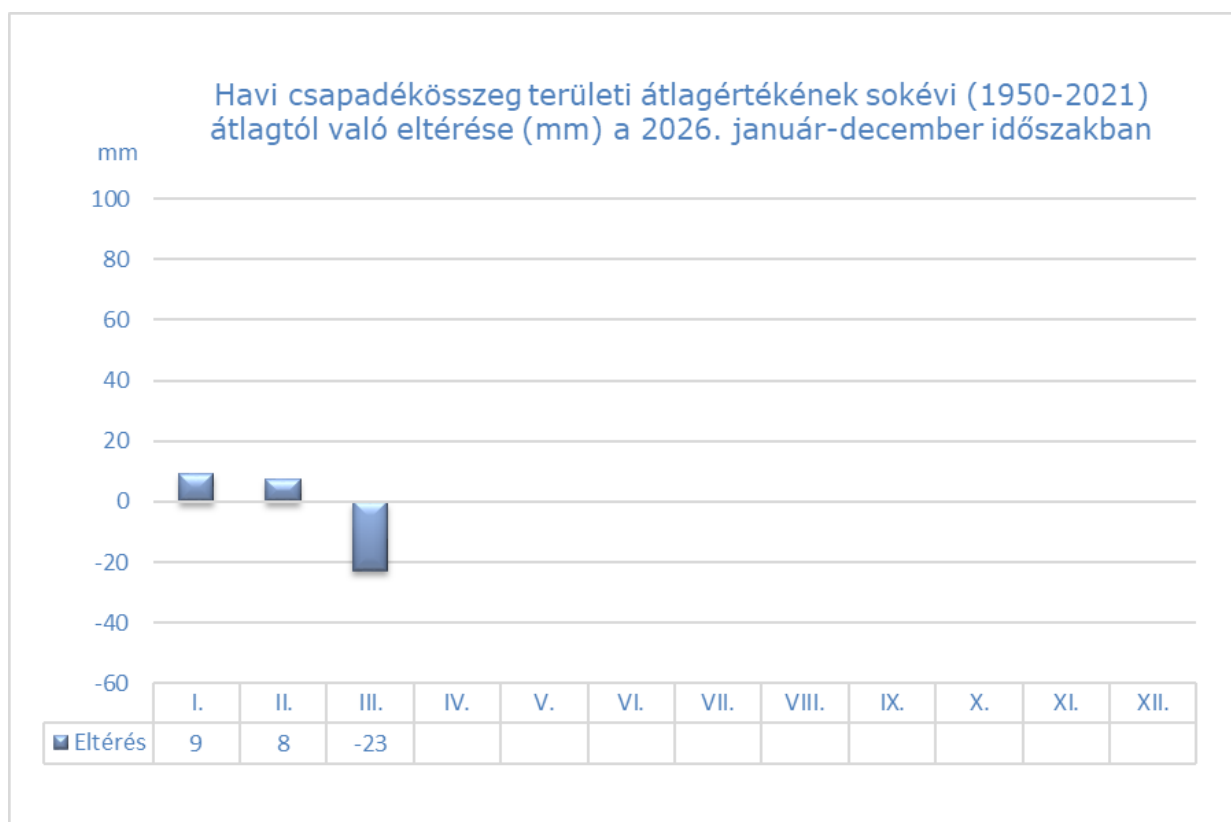 Havi csapadékösszeg területi átlagértékének sokévi (1950-2021)
átlagtól való eltérése (mm) a 2026. január-december időszakban
mm
100
80
60
40
20
0
-20
-40
-60
I. II. III. IV. V. VI. VII. VIII. IX. X. XI. XII.
Eltérés 9 8 -23